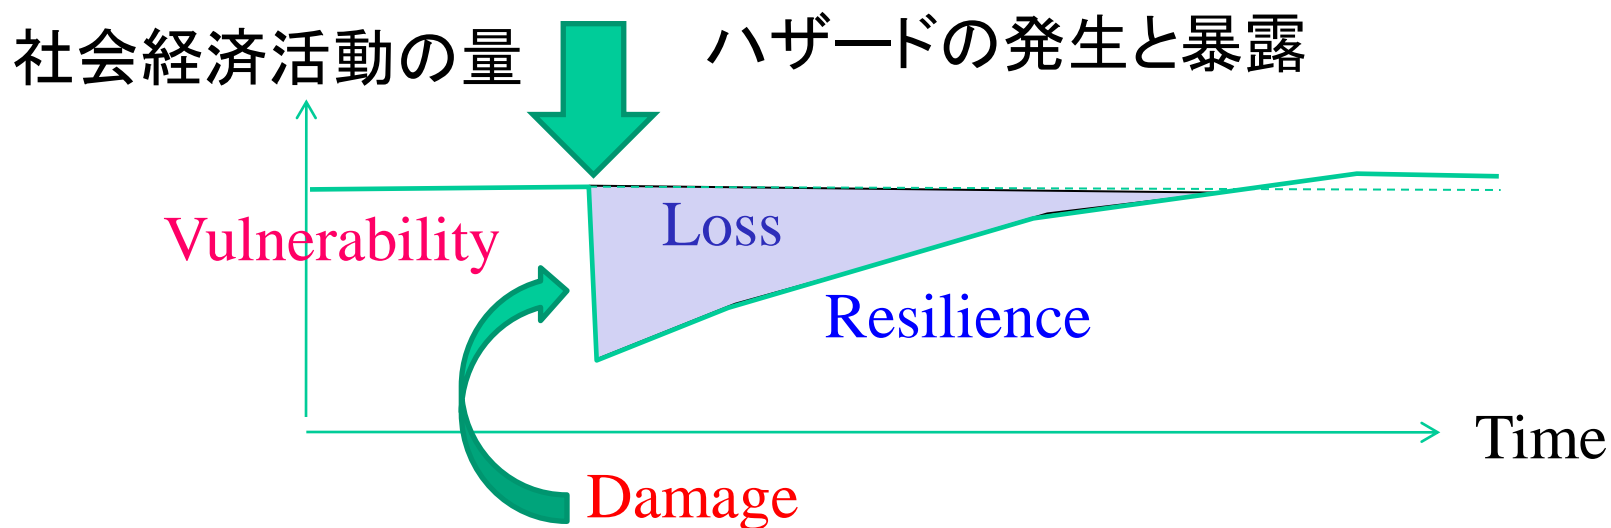 社会経済活動の量
ハザードの発生と暴露
Vulnerability
Loss
Resilience
Time
Damage